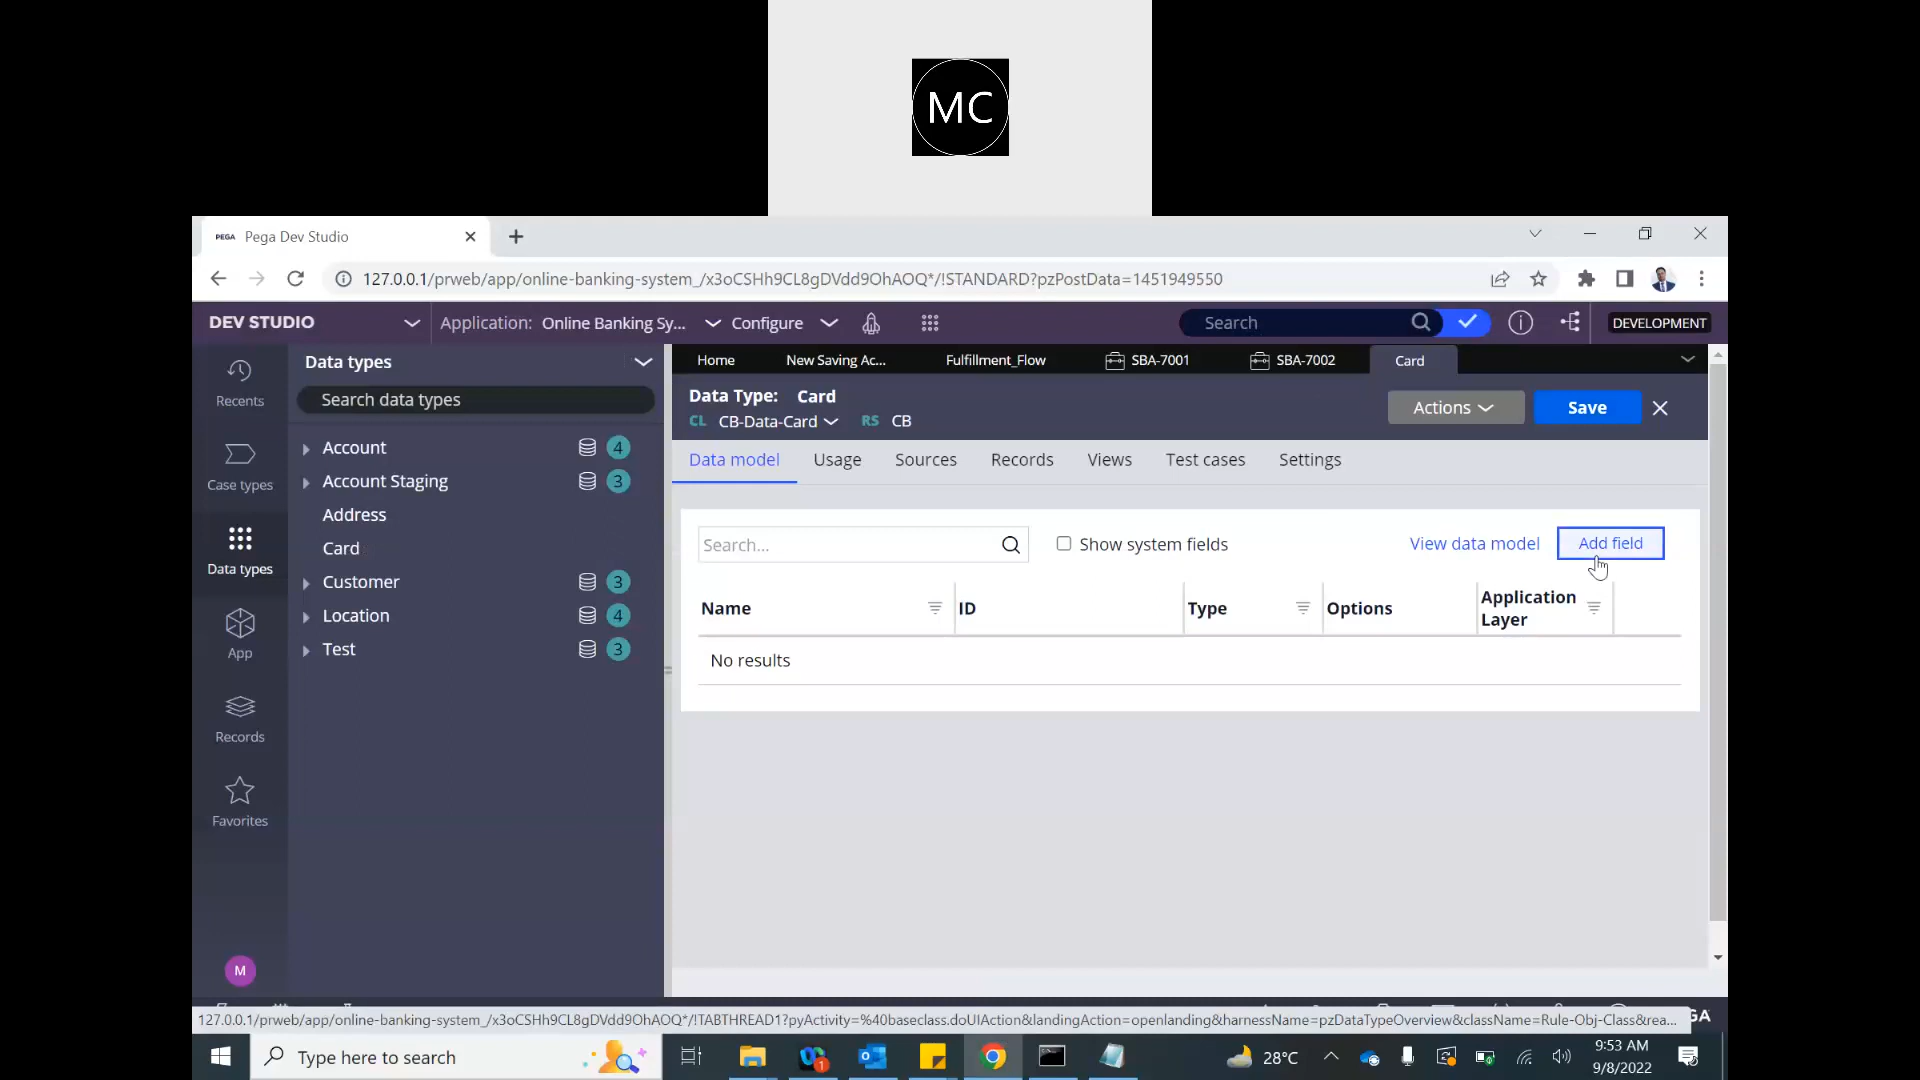 MC
PEGA Pega Dev Studio
127.0.0.1/prweb/app/online-banking-system_/x3oCSHh9CL8gDVdd9OhAOQ*/!STANDARD?pzPostData=1451949550
DEV STUDIO
Application: Online Banking Sy...
Configure
Search
DEVELOPMENT
Recents
Case types
Data types
App
Records
Favorites
M
Data types
Search data types
Account 4
Account Staging 3
Address
Card
Customer 3
Location 4
Test 3
Home
New Saving Ac...
Fulfillment_Flow
SBA-7001
SBA-7002
Card
Data Type: Card
CL CB-Data-Card RS CB
Actions
Save
Data model
Usage
Sources
Records
Views
Test cases
Settings
Search...
Show system fields
View data model
Add field
Name
ID
Type
Options
Application
Layer
No results
127.0.0.1/prweb/app/online-banking-system_/x3oCSHh9CL8gDVdd9OhAOQ*/!TABTHREAD1?pyActivity=%40baseclass.doUIAction&landingAction=openlanding&harnessName=pzDataTypeOverview&className=Rule-Obj-Class&rea...
GA
Type here to search
1
28°C
9:53 AM
9/8/2022